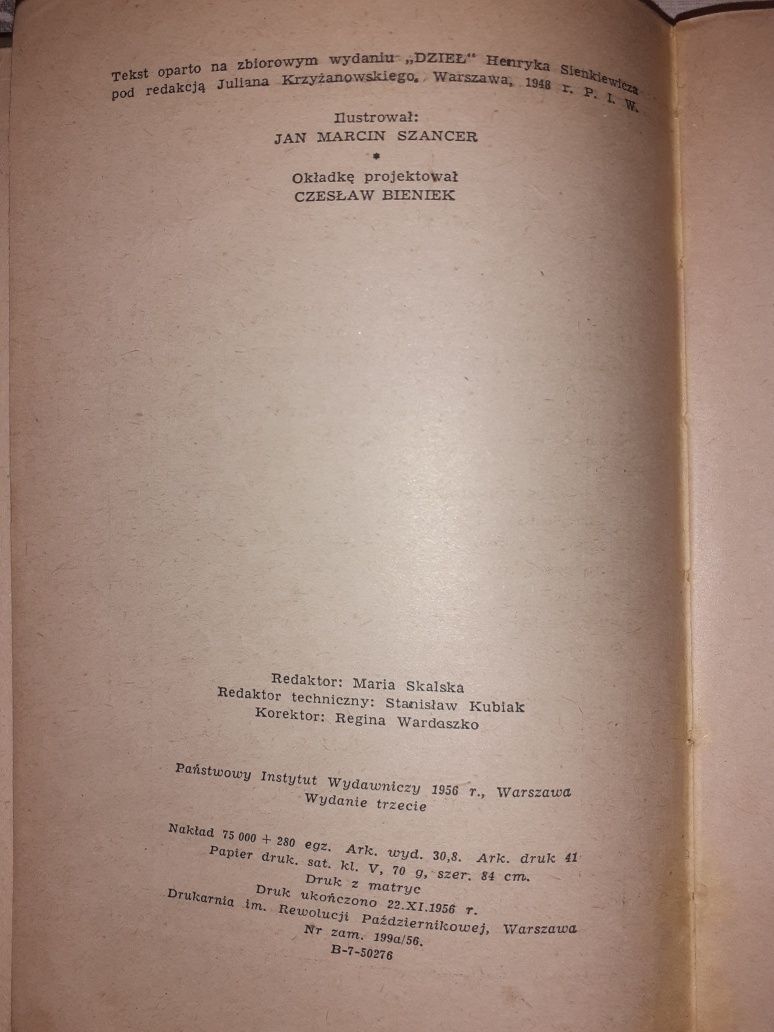 Tekst oparto na zbiorowym wydaniu „DZIEŁ“ Henryka Sienkiewicza
pod redakcją Juliana Krzyżanowskiego. Warszawa, 1948 r. P. I. W.
Ilustrował:
JAN MARCIN SZANCER
*
Okładkę projektował
CZESŁAW BIENIEK
Redaktor: Maria Skalska
Redaktor techniczny: Stanisław Kubiak
Korektor: Regina Wardaszko
Państwowy Instytut Wydawniczy 1956 r., Warszawa
Wydanie trzecie
Nakład 75 000 + 280 egz. Ark. wyd. 30,8. Ark. druk 41
Papier druk. sat. kl. V, 70 g, szer. 84 cm.
Druk z matryc
Druk ukończono 22.XI.1956 r.
Drukarnia im. Rewolucji Październikowej, Warszawa
Nr zam. 199a/56.
B-7-50276